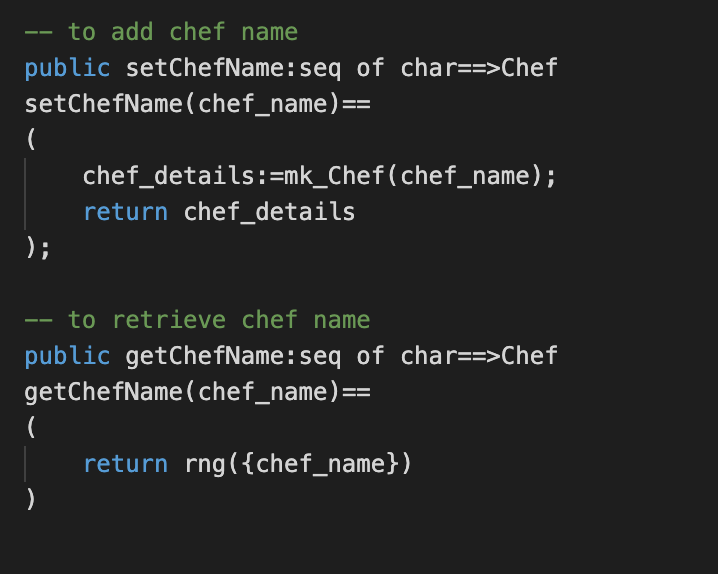 -- to add chef name
public setChefName:seq of char==>Chef
setChefName(chef_name)==
(
    chef_details:=mk_Chef(chef_name);
    return chef_details
);
-- to retrieve chef name
public getChefName:seq of char==>Chef
getChefName(chef_name)==
(
    return rng({chef_name})
)